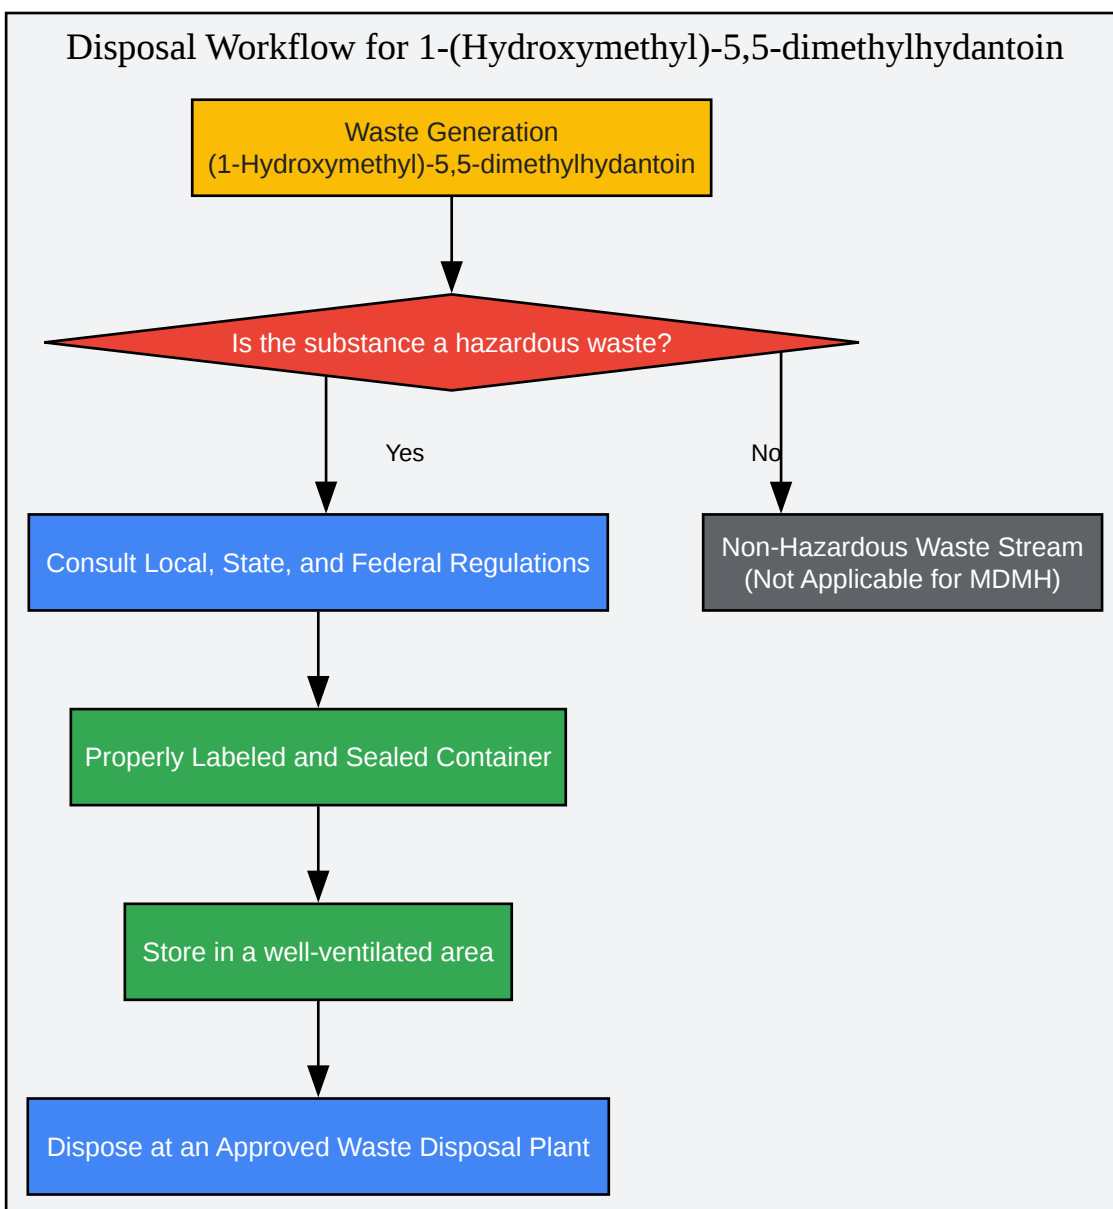 Disposal Workflow for 1-(Hydroxymethyl)-5,5-dimethylhydantoin
Waste Generation
(1-Hydroxymethyl)-5,5-dimethylhydantoin
Is the substance a hazardous waste?
Yes
No
Consult Local, State, and Federal Regulations
Non-Hazardous Waste Stream
(Not Applicable for MDMH)
Properly Labeled and Sealed Container
Store in a well-ventilated area
Dispose at an Approved Waste Disposal Plant